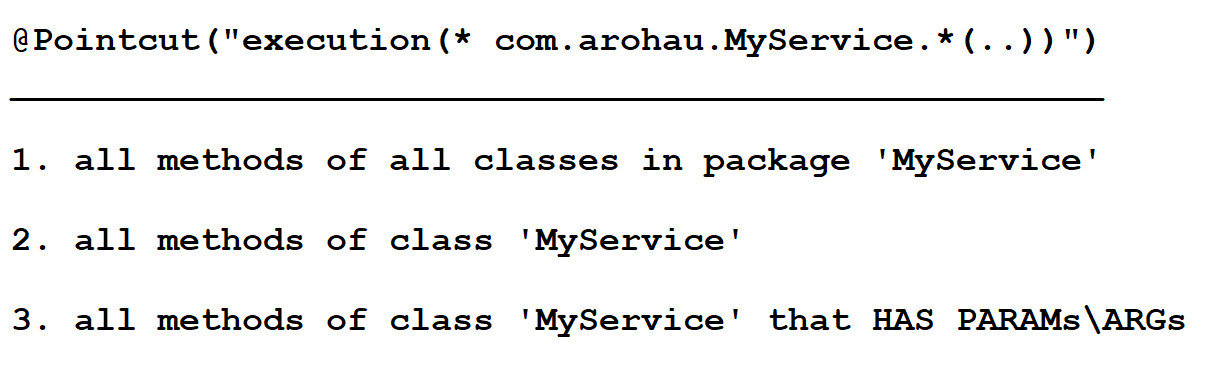 @Pointcut("execution(* com.arohau.MyService.*(..))")
1. all methods of all classes in package 'MyService'
2. all methods of class 'MyService'
3. all methods of class 'MyService' that HAS PARAMs\ARGs